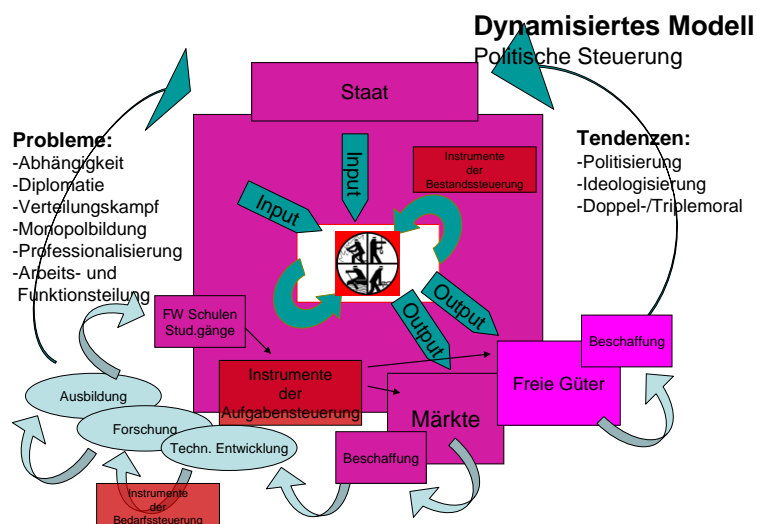 Dynamisiertes Modell
Politische Steuerung
Staat
Probleme:
-Abhängigkeit
-Diplomatie
-Verteilungskampf
-Monopolbildung
-Professionalisierung
-Arbeits- und
Funktionsteilung
Tendenzen:
-Politisierung
-Ideologisierung
-Doppel-/Triplemoral
Input
Instrumente
der
Bestandssteuerung
Input
Output
Output
FW Schulen
Stud.gänge
Beschaffung
Instrumente
der
Aufgabensteuerung
Freie Güter
Ausbildung
Märkte
Forschung
Techn. Entwicklung
Beschaffung
Instrumente
der
Bedarfssteuerung